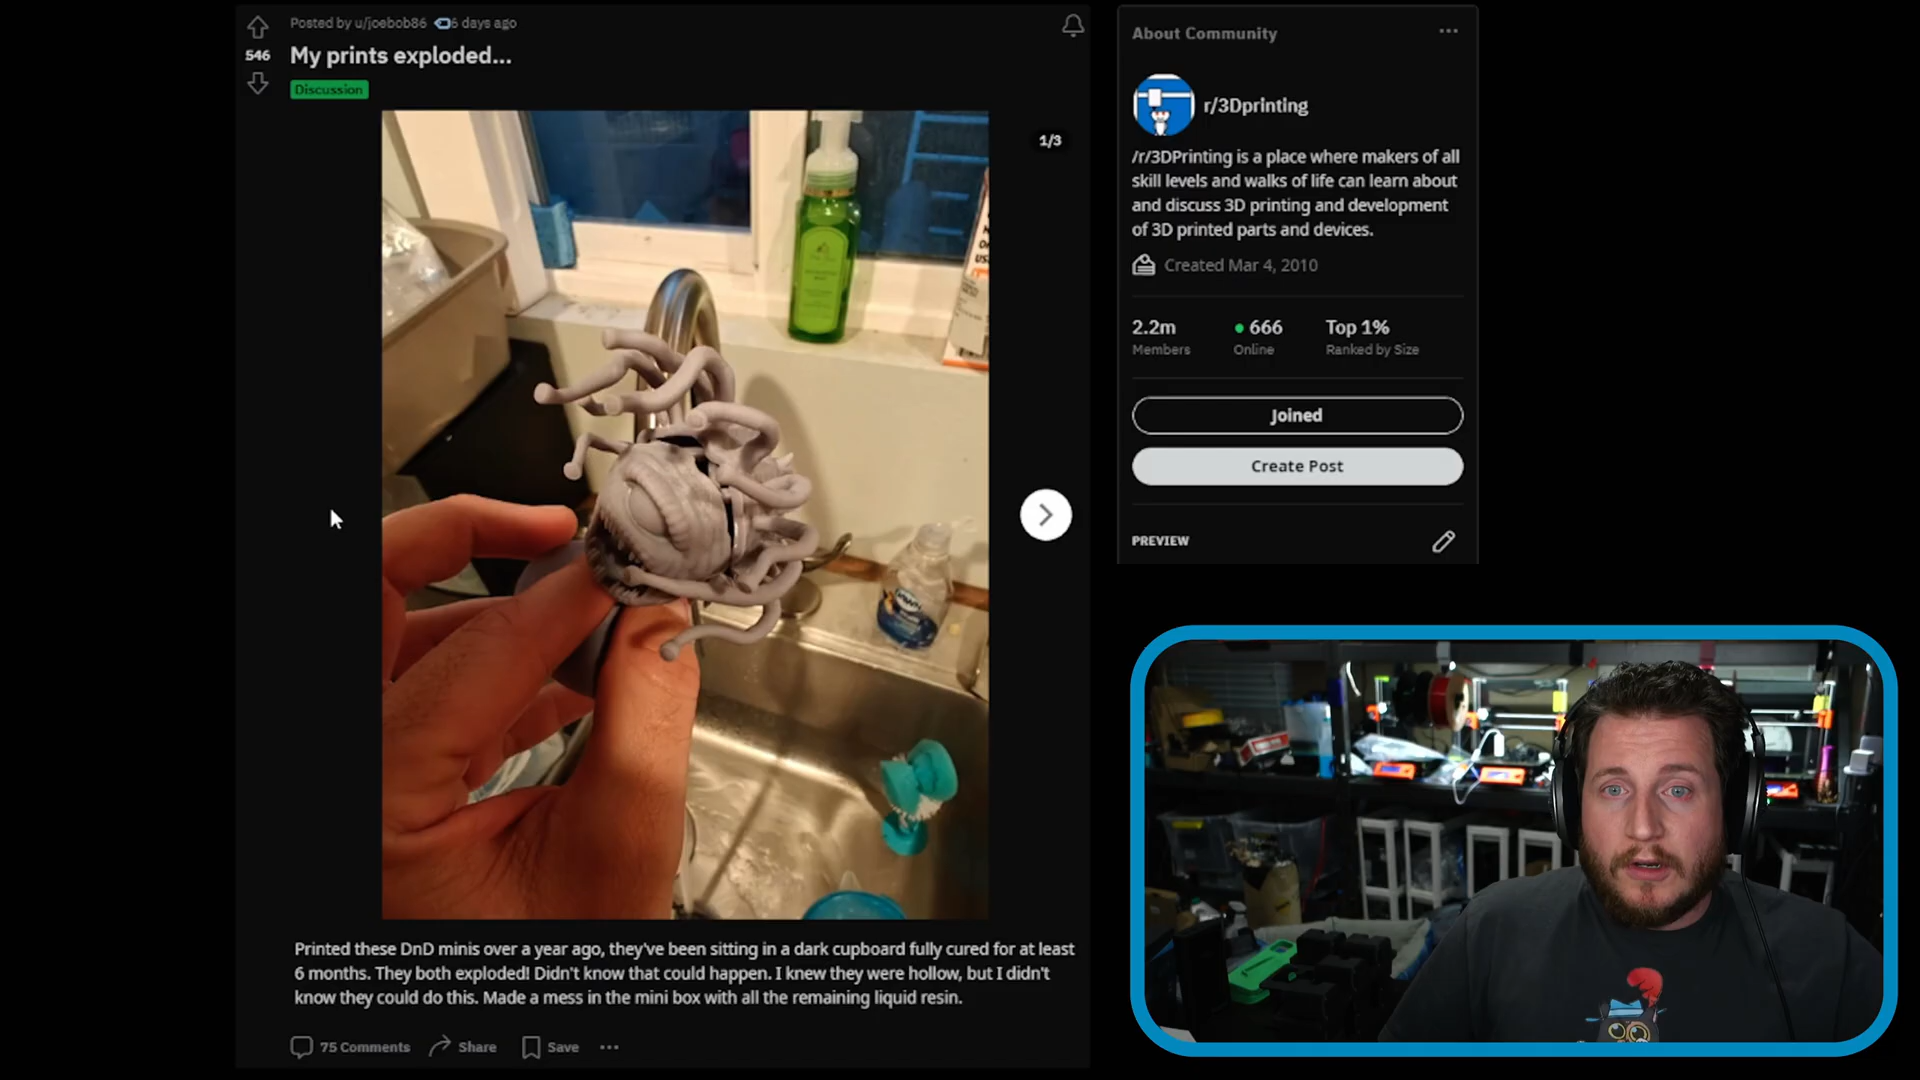 Posted by u/joebob86 6 days ago
546
My prints exploded...
Discussion
1/3
Printed these DnD minis over a year ago, they've been sitting in a dark cupboard fully cured for at least
6 months. They both exploded! Didn't know that could happen. I knew they were hollow, but I didn't
know they could do this. Made a mess in the mini box with all the remaining liquid resin.
75 Comments
Share
Save
About Community
r/3Dprinting
/r/3DPrinting is a place where makers of all
skill levels and walks of life can learn about
and discuss 3D printing and development
of 3D printed parts and devices.
Created Mar 4, 2010
2.2m
Members
666
Online
Top 1%
Ranked by Size
Joined
Create Post
PREVIEW